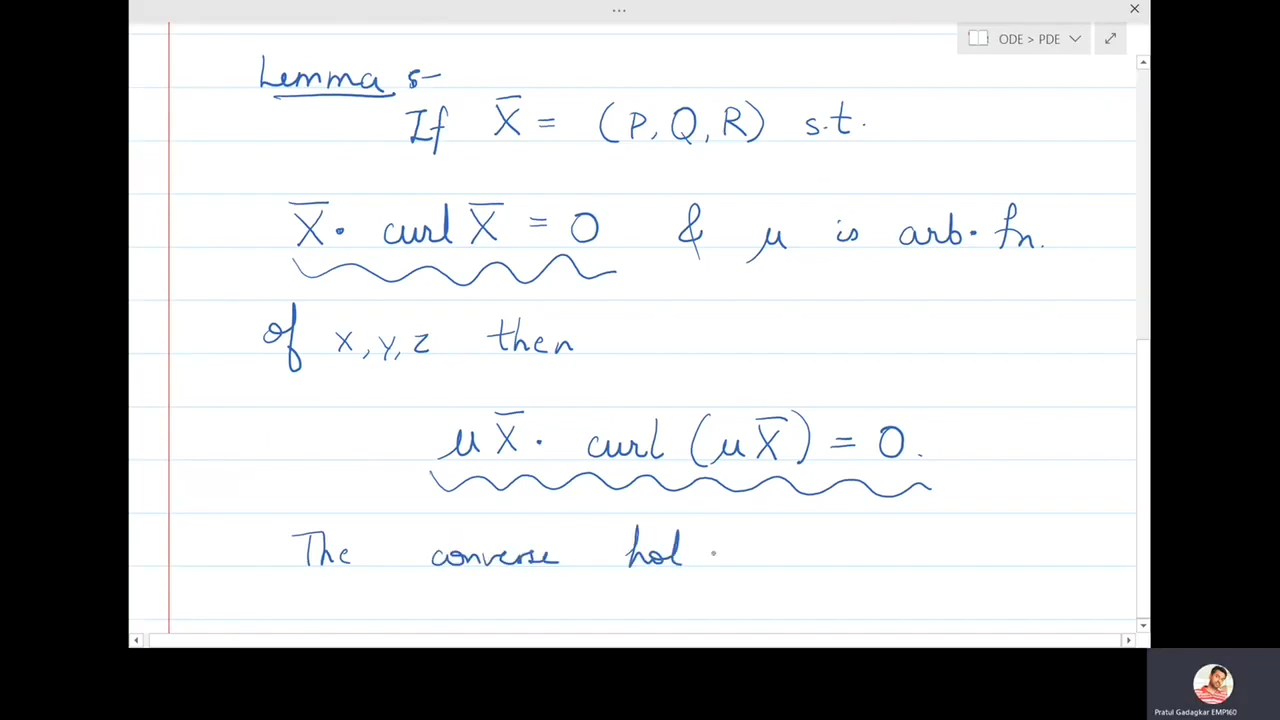 ...
ODE > PDE
Lemma :-
If X̄ = (P, Q, R) s.t.
X̄ · curl X̄ = 0 & μ is arb. fn.
of x, y, z then
μX̄ · curl (μX̄) = 0.
The converse hol
Pratul Gadagkar EMP160